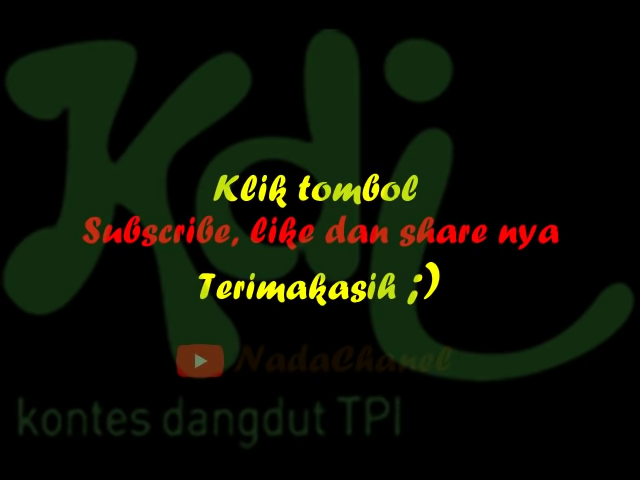 Kdi
Klik tombol
Subscribe, like dan share nya
Terimakasih ;)
NadaChanel
kontes dangdut TPI